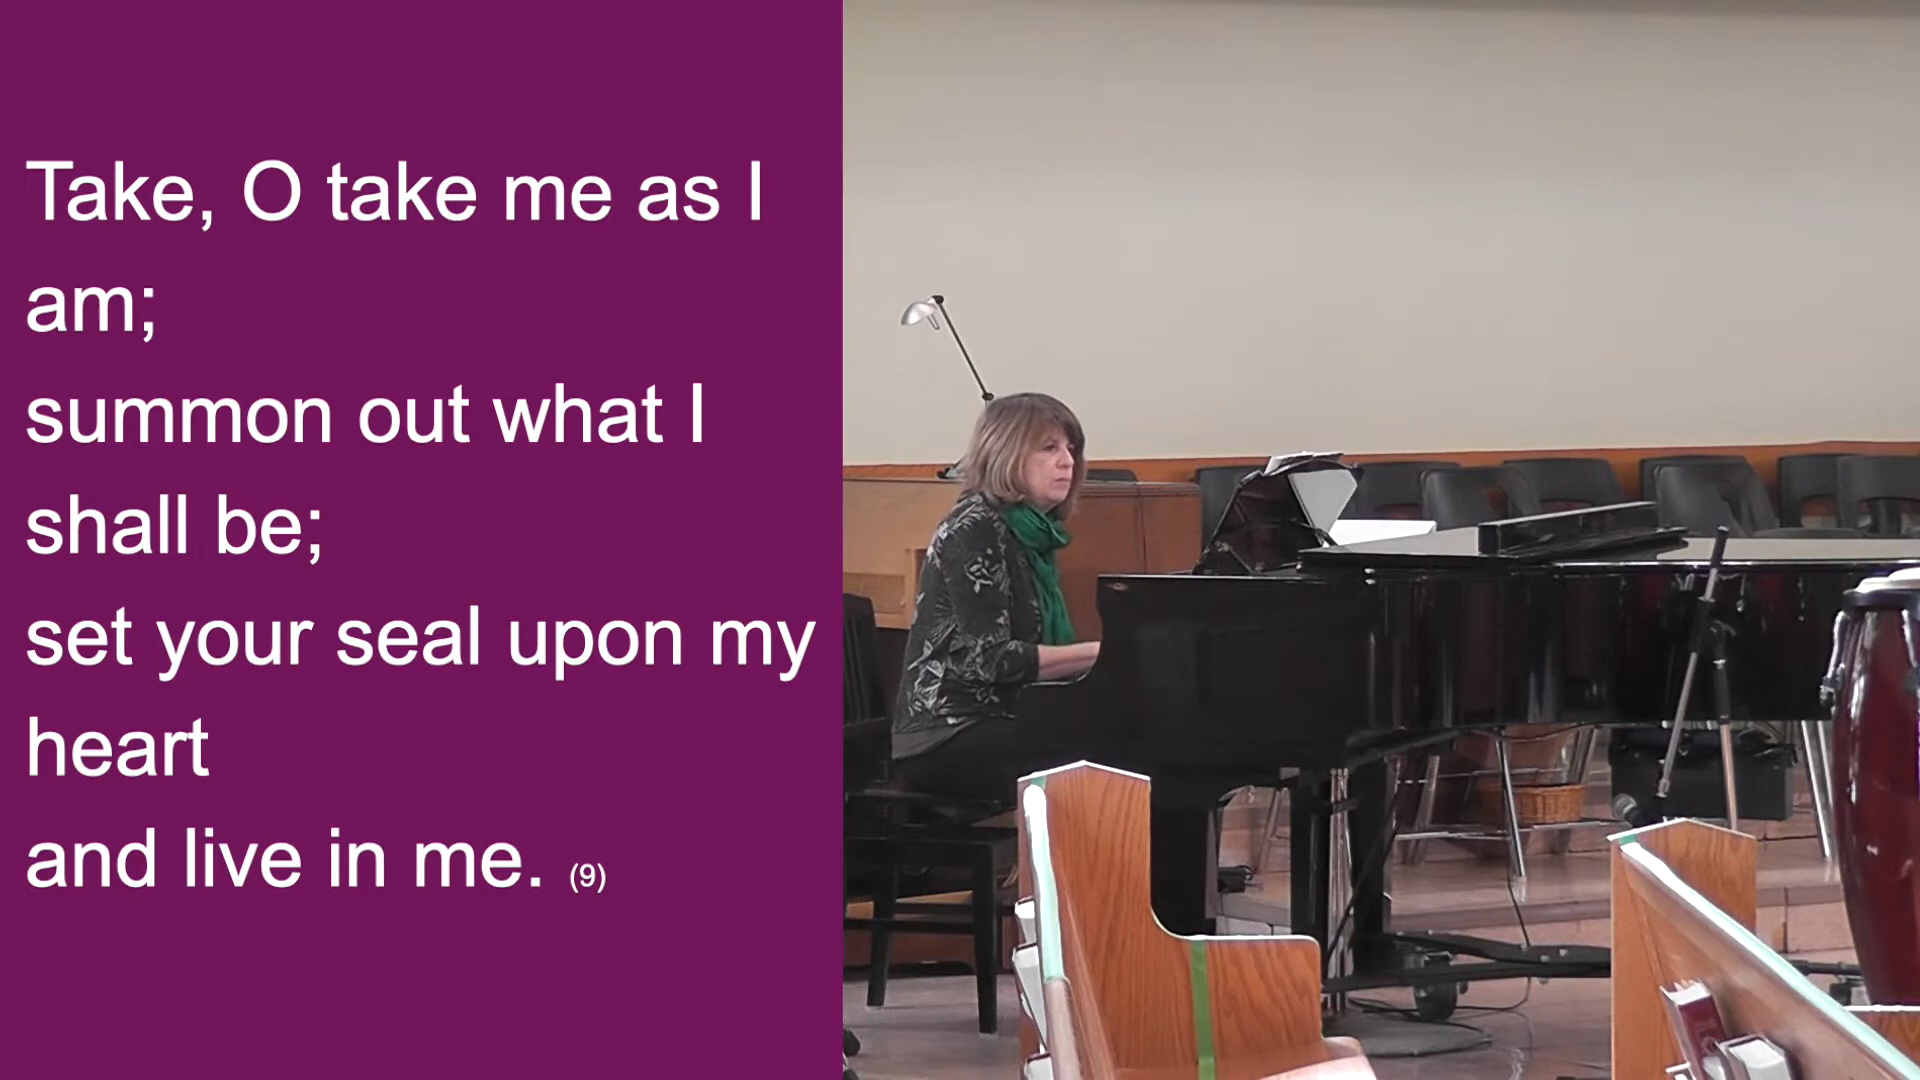 Take, O take me as I
am;
summon out what I
shall be;
set your seal upon my
heart
and live in me. (9)